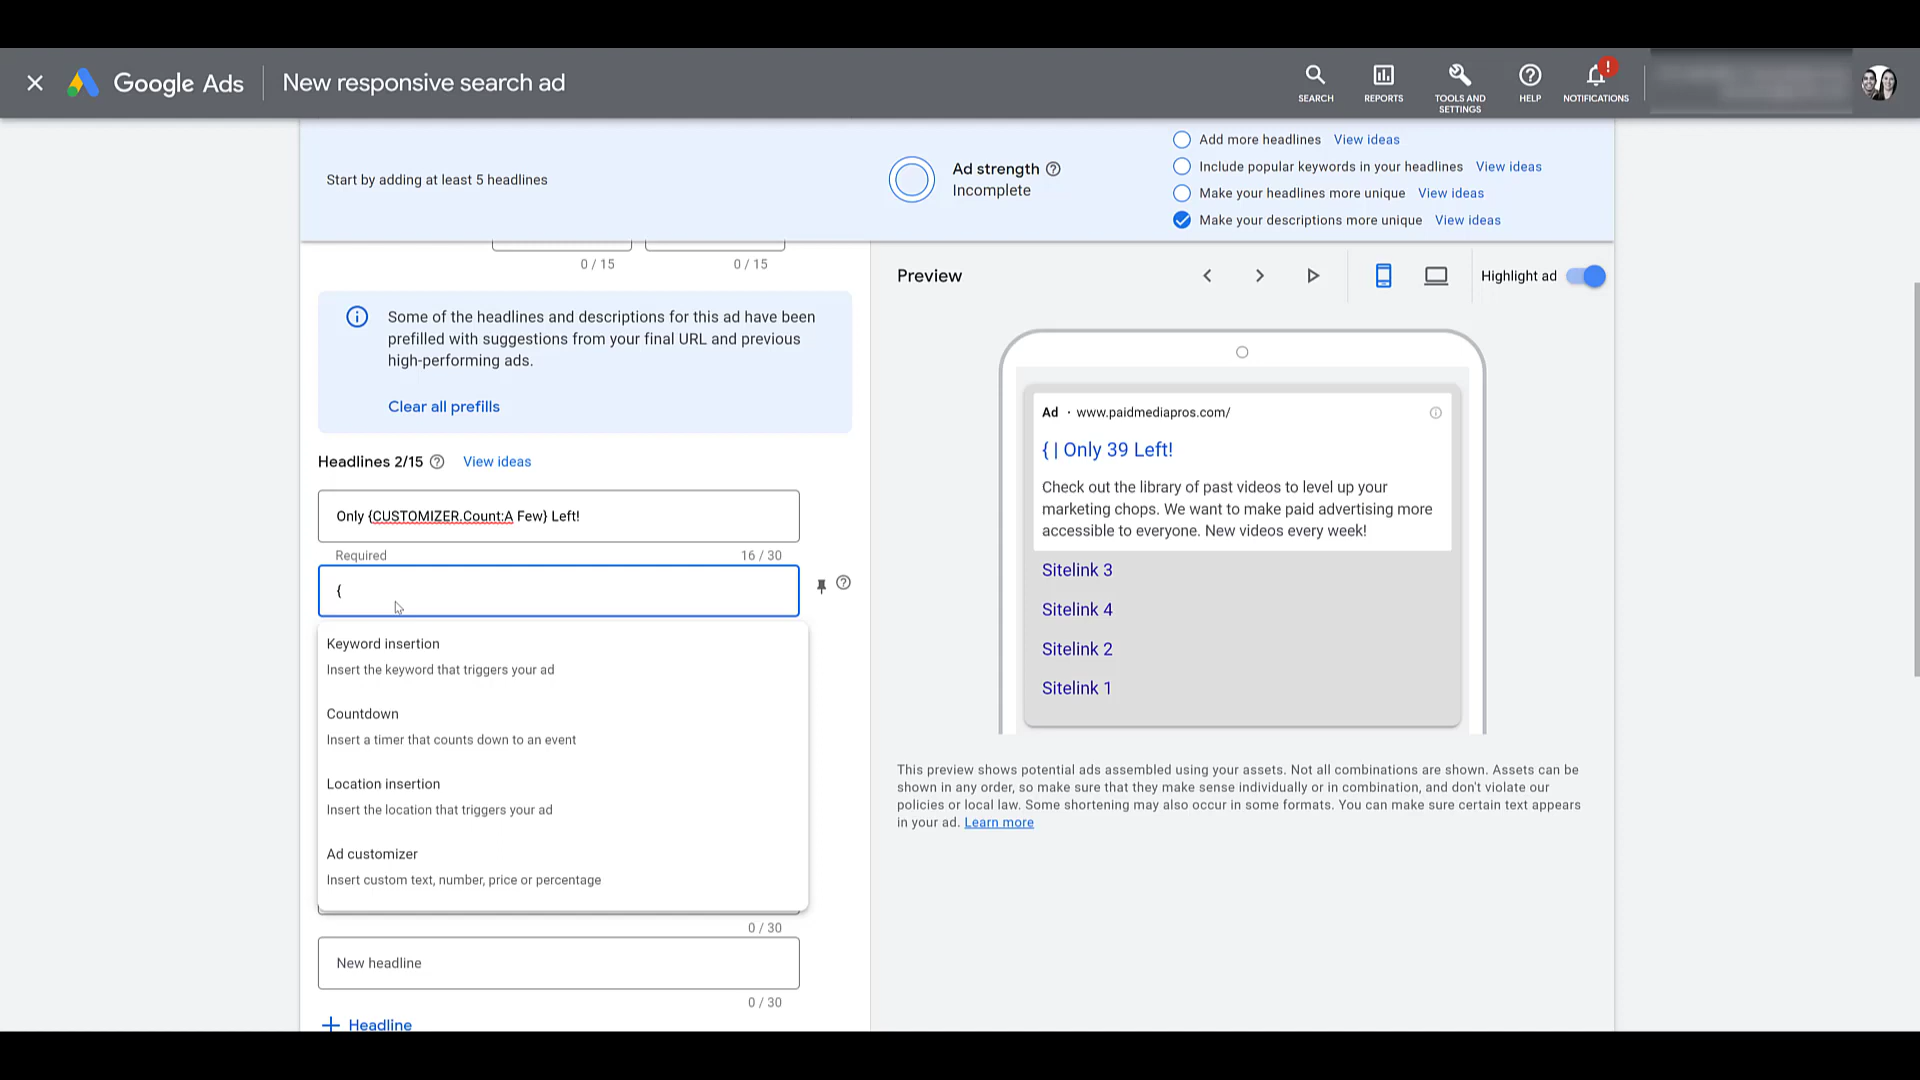 Google Ads
New responsive search ad
SEARCH
REPORTS
TOOLS AND
SETTINGS
HELP
!
NOTIFICATIONS
Start by adding at least 5 headlines
Ad strength
Incomplete
Add more headlines View ideas
Include popular keywords in your headlines View ideas
Make your headlines more unique View ideas
Make your descriptions more unique View ideas
0 / 15
0 / 15
Some of the headlines and descriptions for this ad have been
prefilled with suggestions from your final URL and previous
high-performing ads.
Clear all prefills
Headlines 2/15 View ideas
Only {CUSTOMIZER.Count:A Few} Left!
Required
16 / 30
{
Keyword insertion
Insert the keyword that triggers your ad
Countdown
Insert a timer that counts down to an event
Location insertion
Insert the location that triggers your ad
Ad customizer
Insert custom text, number, price or percentage
0 / 30
New headline
0 / 30
+ Headline
Preview
Highlight ad
Ad · www.paidmediapros.com/
{ | Only 39 Left!
Check out the library of past videos to level up your
marketing chops. We want to make paid advertising more
accessible to everyone. New videos every week!
Sitelink 3
Sitelink 4
Sitelink 2
Sitelink 1
This preview shows potential ads assembled using your assets. Not all combinations are shown. Assets can be
shown in any order, so make sure that they make sense individually or in combination, and don't violate our
policies or local law. Some shortening may also occur in some formats. You can make sure certain text appears
in your ad. Learn more